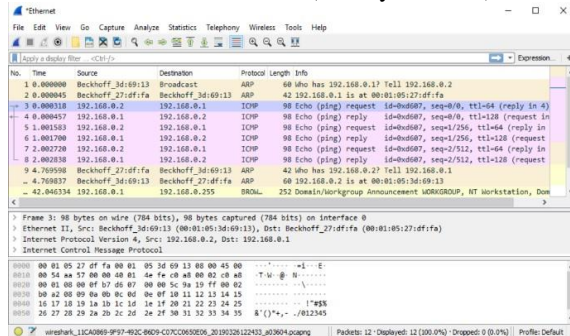 *Ethernet
File Edit View Go Capture Analyze Statistics Telephony Wireless Tools Help
Apply a display filter ... <Ctrl-/> Expression...
No. Time Source Destination Protocol Length Info
1 0.000000 Beckhoff_3d:69:13 Broadcast ARP 60 Who has 192.168.0.1? Tell 192.168.0.2
2 0.000045 Beckhoff_27:df:fa Beckhoff_3d:69:13 ARP 42 192.168.0.1 is at 00:01:05:27:df:fa
3 0.000318 192.168.0.2 192.168.0.1 ICMP 98 Echo (ping) request id=0xd607, seq=0/0, ttl=64 (reply in 4)
4 0.000457 192.168.0.1 192.168.0.2 ICMP 98 Echo (ping) reply id=0xd607, seq=0/0, ttl=128 (request
5 1.001583 192.168.0.2 192.168.0.1 ICMP 98 Echo (ping) request id=0xd607, seq=1/256, ttl=64 (reply in
6 1.001700 192.168.0.1 192.168.0.2 ICMP 98 Echo (ping) reply id=0xd607, seq=1/256, ttl=128 (request
7 2.002720 192.168.0.2 192.168.0.1 ICMP 98 Echo (ping) request id=0xd607, seq=2/512, ttl=64 (reply in
8 2.002838 192.168.0.1 192.168.0.2 ICMP 98 Echo (ping) reply id=0xd607, seq=2/512, ttl=128 (request
9 4.769598 Beckhoff_27:df:fa Beckhoff_3d:69:13 ARP 42 Who has 192.168.0.2? Tell 192.168.0.1
... 4.769837 Beckhoff_3d:69:13 Beckhoff_27:df:fa ARP 60 192.168.0.2 is at 00:01:05:3d:69:13
... 42.046334 192.168.0.1 192.168.0.255 BROW... 252 Domain/Workgroup Announcement WORKGROUP, NT Workstation, Dom
Frame 3: 98 bytes on wire (784 bits), 98 bytes captured (784 bits) on interface 0
Ethernet II, Src: Beckhoff_3d:69:13 (00:01:05:3d:69:13), Dst: Beckhoff_27:df:fa (00:01:05:27:df:fa)
Internet Protocol Version 4, Src: 192.168.0.2, Dst: 192.168.0.1
Internet Control Message Protocol
0000 00 01 05 27 df fa 00 01 05 3d 69 13 08 00 45 00 ···'···· ·=i···E·
0010 00 54 aa 57 00 00 40 01 4e fe c0 a8 00 02 c0 a8 ·T·W··@· N·······
0020 00 01 08 00 0f b7 d6 07 00 00 5c 9a 19 ff 00 02 ········ ··\·····
0030 b0 a2 08 09 0a 0b 0c 0d 0e 0f 10 11 12 13 14 15
0040 16 17 18 19 1a 1b 1c 1d 1e 1f 20 21 22 23 24 25 !"#$%
0050 26 27 28 29 2a 2b 2c 2d 2e 2f 30 31 32 33 34 35 &'()*+,- ./012345
wireshark_11CA0869-9F97-492C-B6D9-C07CC0650E06_20190326122433_a03604.pcapng Packets: 12 · Displayed: 12 (100.0%) · Dropped: 0 (0.0%) Profile: Default